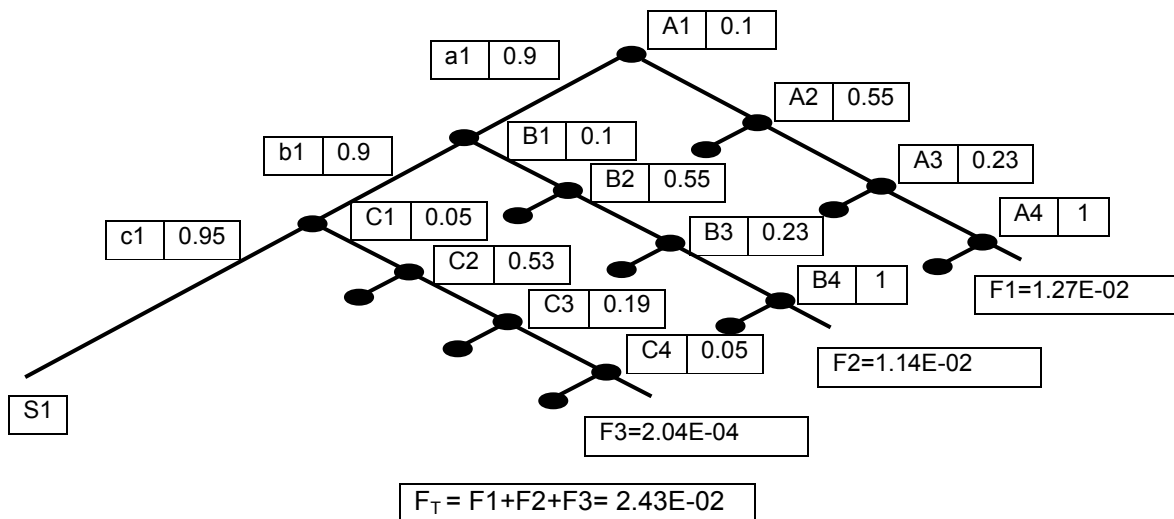 A1 0.1
a1 0.9
A2 0.55
B1 0.1
b1 0.9
A3 0.23
B2 0.55
A4 1
C1 0.05
c1 0.95
B3 0.23
C2 0.53
B4 1
F1=1.27E-02
C3 0.19
C4 0.05
F2=1.14E-02
S1
F3=2.04E-04
F_T = F1+F2+F3= 2.43E-02